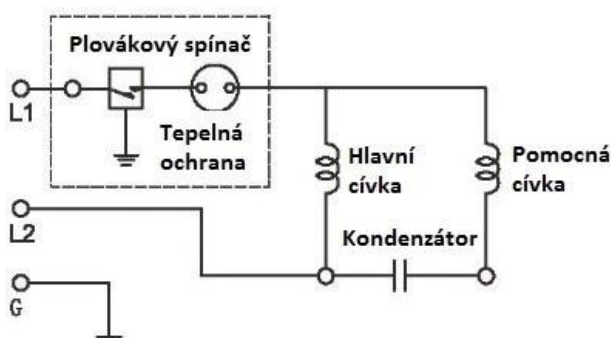 Plovákový spínač
L1
Tepelná
ochrana
Hlavní
cívka
Pomocná
cívka
L2
Kondenzátor
G